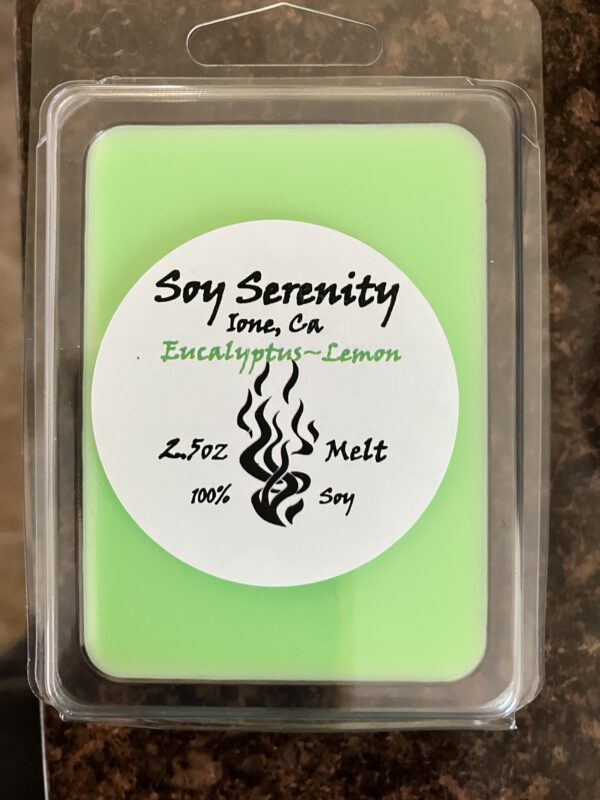 Soy Serenity
Ione, Ca
Eucalyptus~Lemon
2.5oz Melt
100% Soy